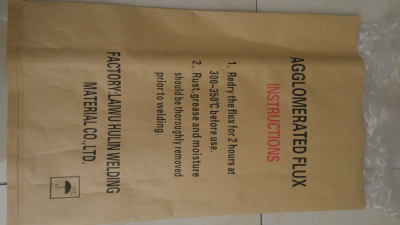 AGGLOMERATED FLUX
INSTRUCTIONS
1、Redry the flux for 2 hours at
300-350℃ before use.
2、Rust,grease and moisture
should be thoroughly removed
prior to welding.
FACTORY:LAIWU HULIN WELDING
MATERIAL CO.,LTD.